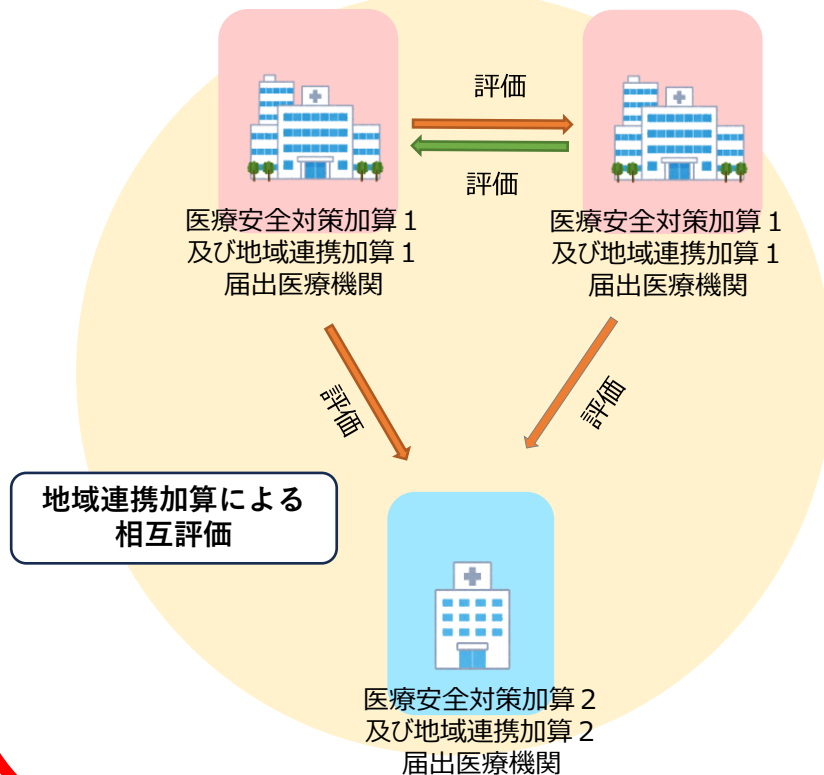 評価
評価
医療安全対策加算１
及び地域連携加算１
届出医療機関
医療安全対策加算１
及び地域連携加算１
届出医療機関
評価
評価
地域連携加算による
相互評価
医療安全対策加算２
及び地域連携加算２
届出医療機関